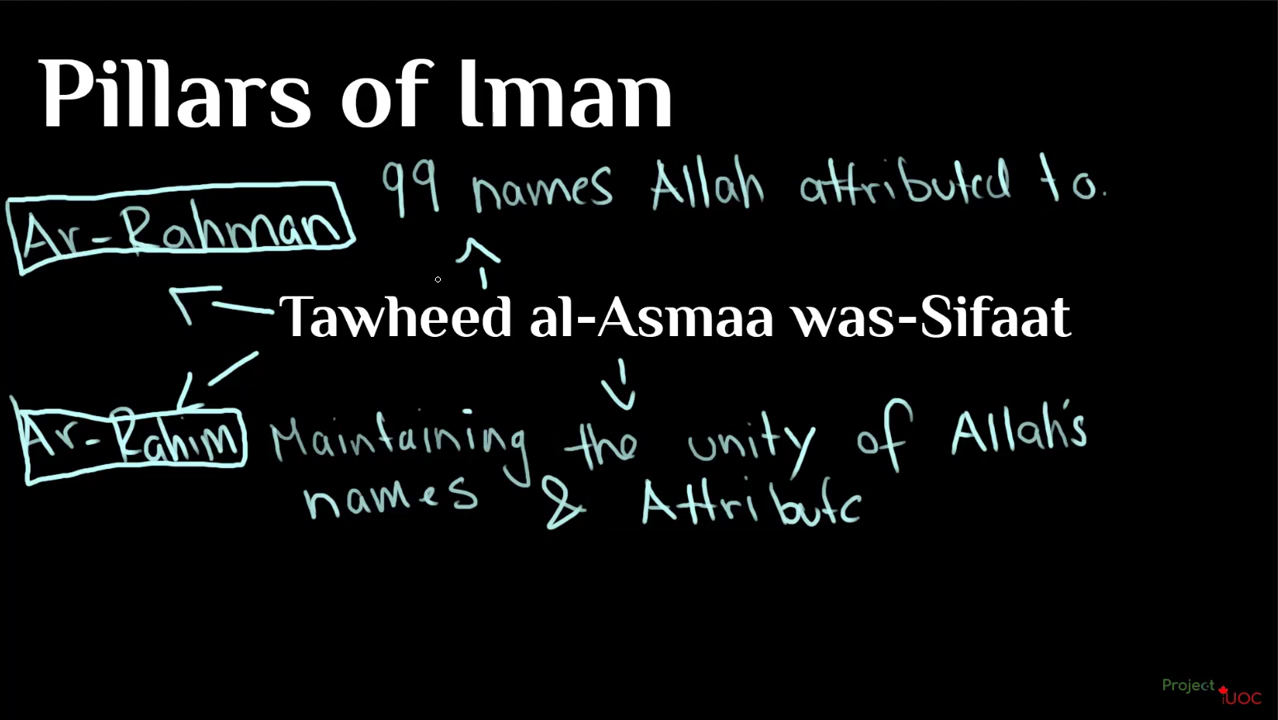 Pillars of Iman
99 names Allah attributed to.
Ar-Rahman
Tawheed al-Asmaa was-Sifaat
Ar-Rahim
Maintaining the unity of Allah's
names & Attribute
Project
iUOC